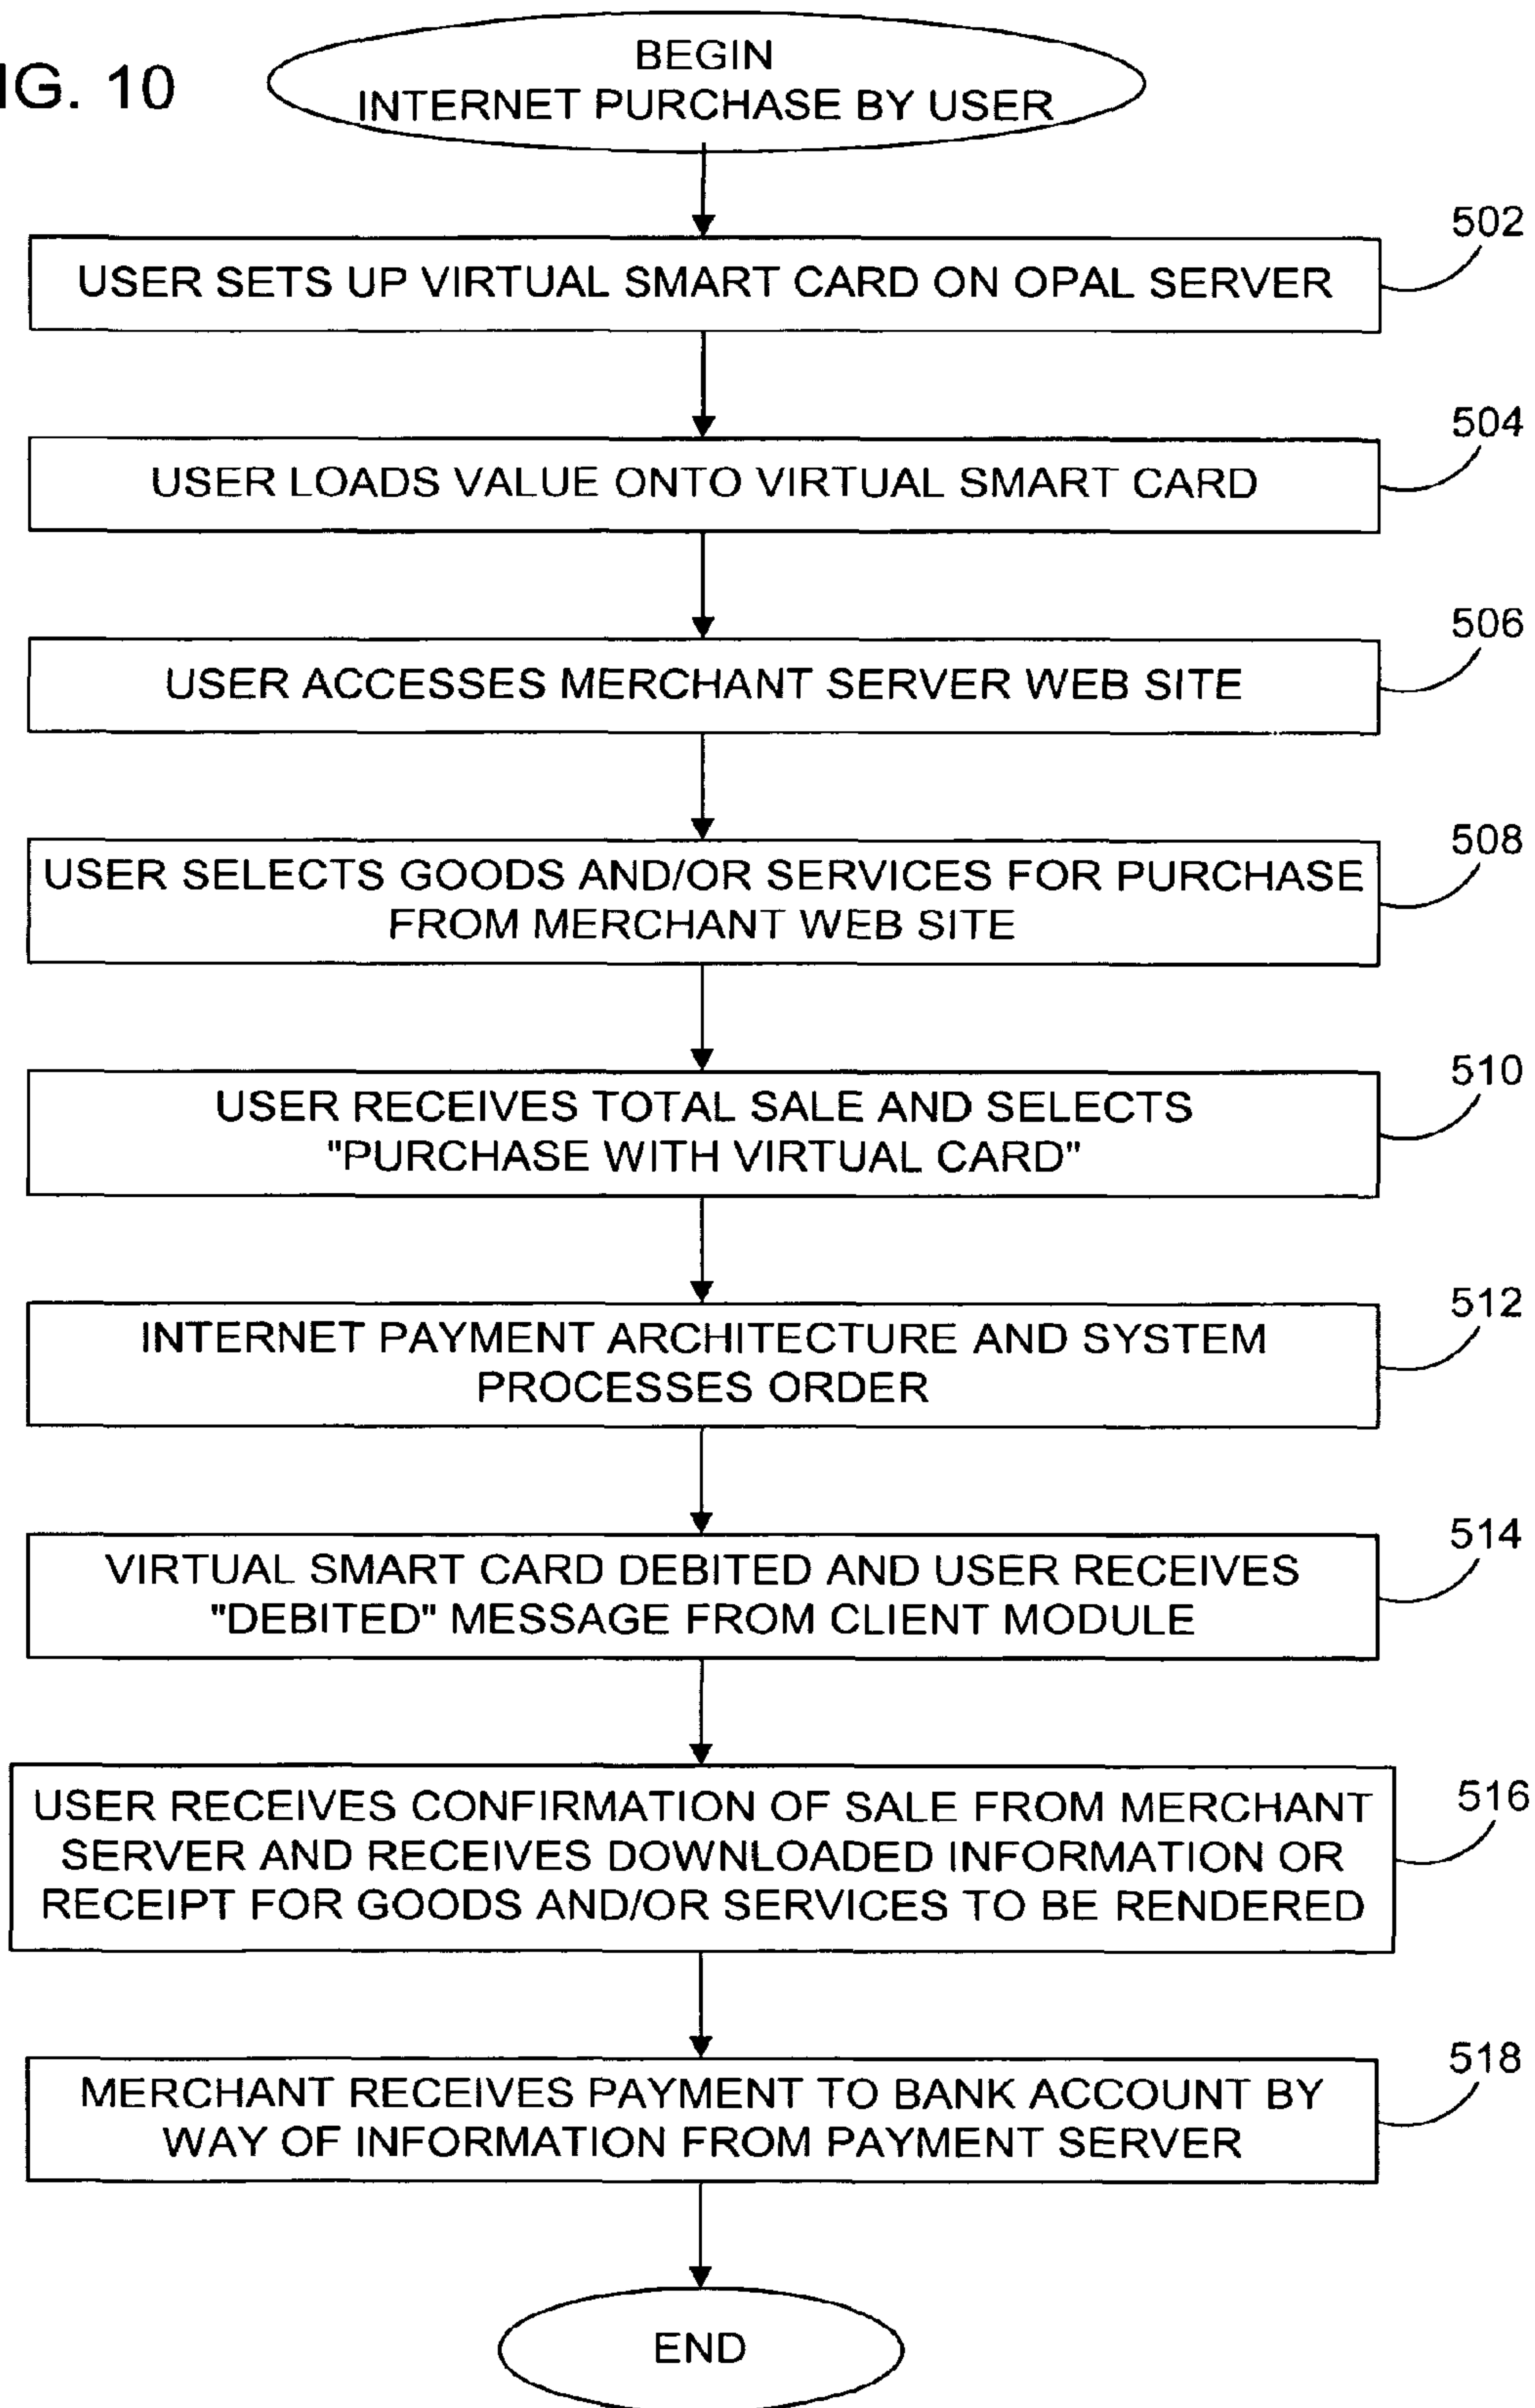 IG. 10
BEGIN
INTERNET PURCHASE BY USER
502
USER SETS UP VIRTUAL SMART CARD ON OPAL SERVER
504
USER LOADS VALUE ONTO VIRTUAL SMART CARD
506
USER ACCESSES MERCHANT SERVER WEB SITE
508
USER SELECTS GOODS AND/OR SERVICES FOR PURCHASE
FROM MERCHANT WEB SITE
510
USER RECEIVES TOTAL SALE AND SELECTS
"PURCHASE WITH VIRTUAL CARD"
512
INTERNET PAYMENT ARCHITECTURE AND SYSTEM
PROCESSES ORDER
514
VIRTUAL SMART CARD DEBITED AND USER RECEIVES
"DEBITED" MESSAGE FROM CLIENT MODULE
516
USER RECEIVES CONFIRMATION OF SALE FROM MERCHANT
SERVER AND RECEIVES DOWNLOADED INFORMATION OR
RECEIPT FOR GOODS AND/OR SERVICES TO BE RENDERED
518
MERCHANT RECEIVES PAYMENT TO BANK ACCOUNT BY
WAY OF INFORMATION FROM PAYMENT SERVER
END